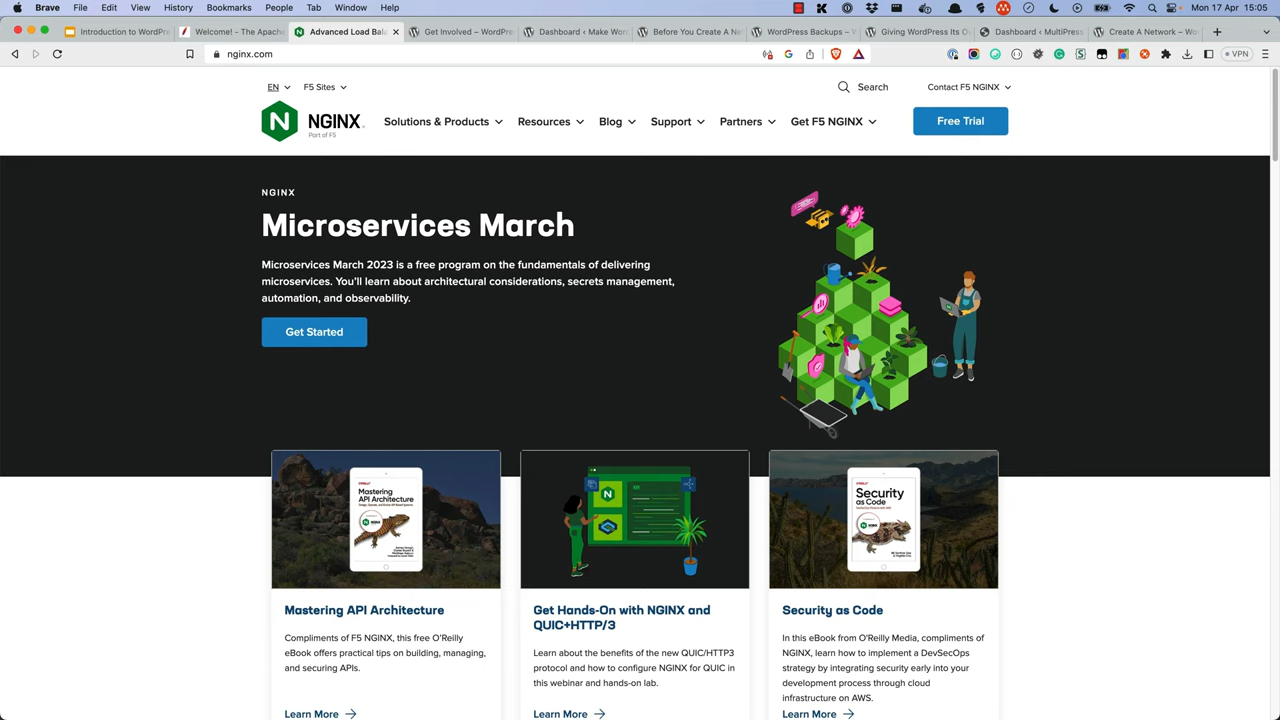 Brave File Edit View History Bookmarks People Tab Window Help Mon 17 Apr 15:05
Introduction to WordPre Welcome! - The Apache Advanced Load Bala Get Involved – WordPre Dashboard ‹ Make Wor Before You Create A Net WordPress Backups – Giving WordPress Its O Dashboard ‹ MultiPress Create A Network – Wo
nginx.com VPN
EN F5 Sites Search Contact F5 NGINX
NGINX
Part of F5
Solutions & Products Resources Blog Support Partners Get F5 NGINX Free Trial
NGINX
Microservices March
Microservices March 2023 is a free program on the fundamentals of delivering
microservices. You'll learn about architectural considerations, secrets management,
automation, and observability.
Get Started
Mastering
API Architecture
Security
as Code
Mastering API Architecture
Compliments of F5 NGINX, this free O'Reilly
eBook offers practical tips on building, managing,
and securing APIs.
Learn More
Get Hands-On with NGINX and
QUIC+HTTP/3
Learn about the benefits of the new QUIC/HTTP3
protocol and how to configure NGINX for QUIC in
this webinar and hands-on lab.
Learn More
Security as Code
In this eBook from O'Reilly Media, compliments of
NGINX, learn how to implement a DevSecOps
strategy by integrating security early into your
development process through cloud
infrastructure on AWS.
Learn More